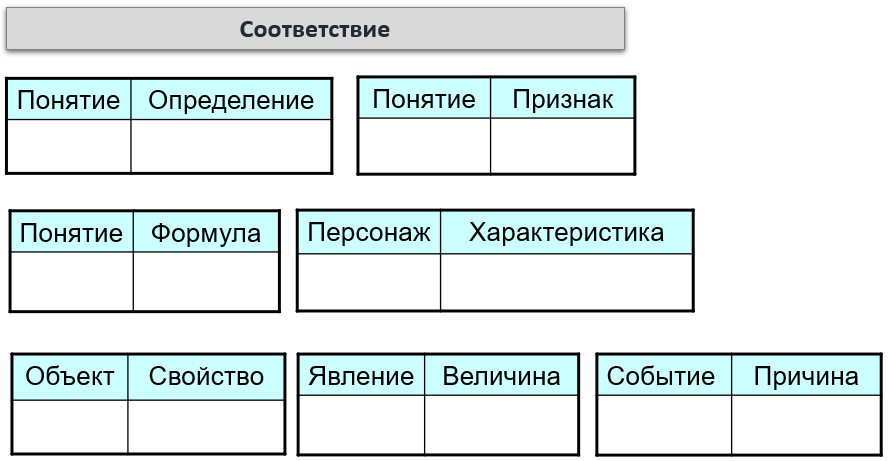 Соответствие
Понятие Определение
Понятие Признак
Понятие Формула
Персонаж Характеристика
Объект Свойство
Явление Величина
Событие Причина